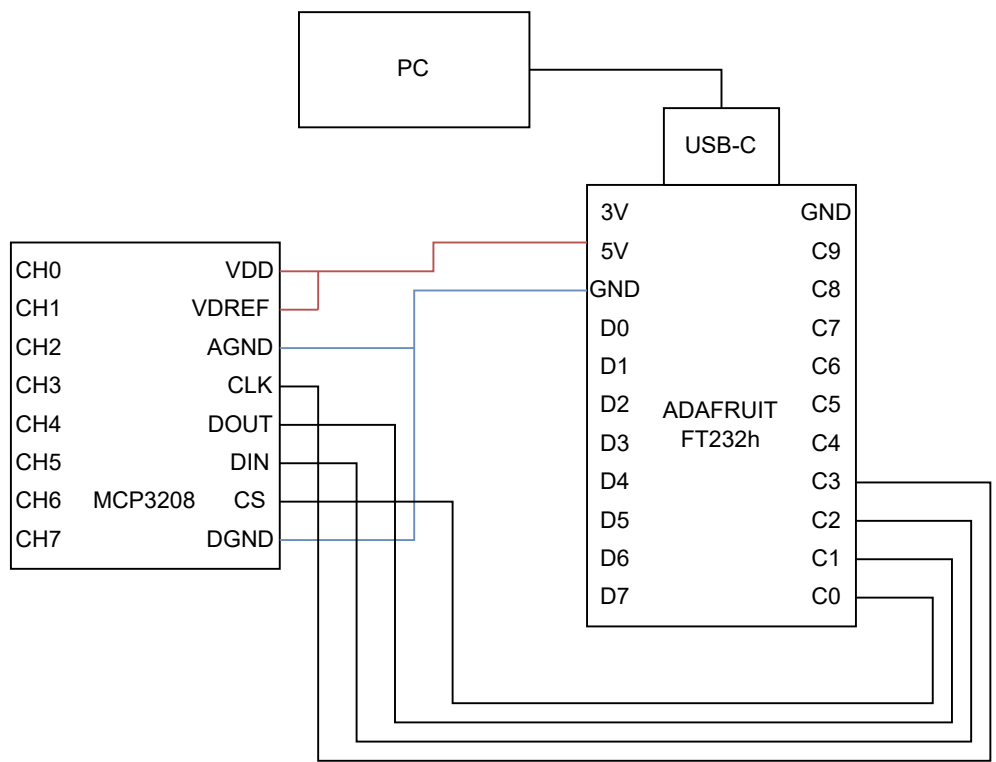 PC
USB-C
3V
GND
5V
C9
GND
C8
D0
C7
D1
C6
D2
C5
D3
C4
D4
C3
D5
C2
D6
C1
D7
C0
ADAFRUIT
FT232h
CH0
VDD
CH1
VDREF
CH2
AGND
CH3
CLK
CH4
DOUT
CH5
DIN
CH6
MCP3208
CS
CH7
DGND